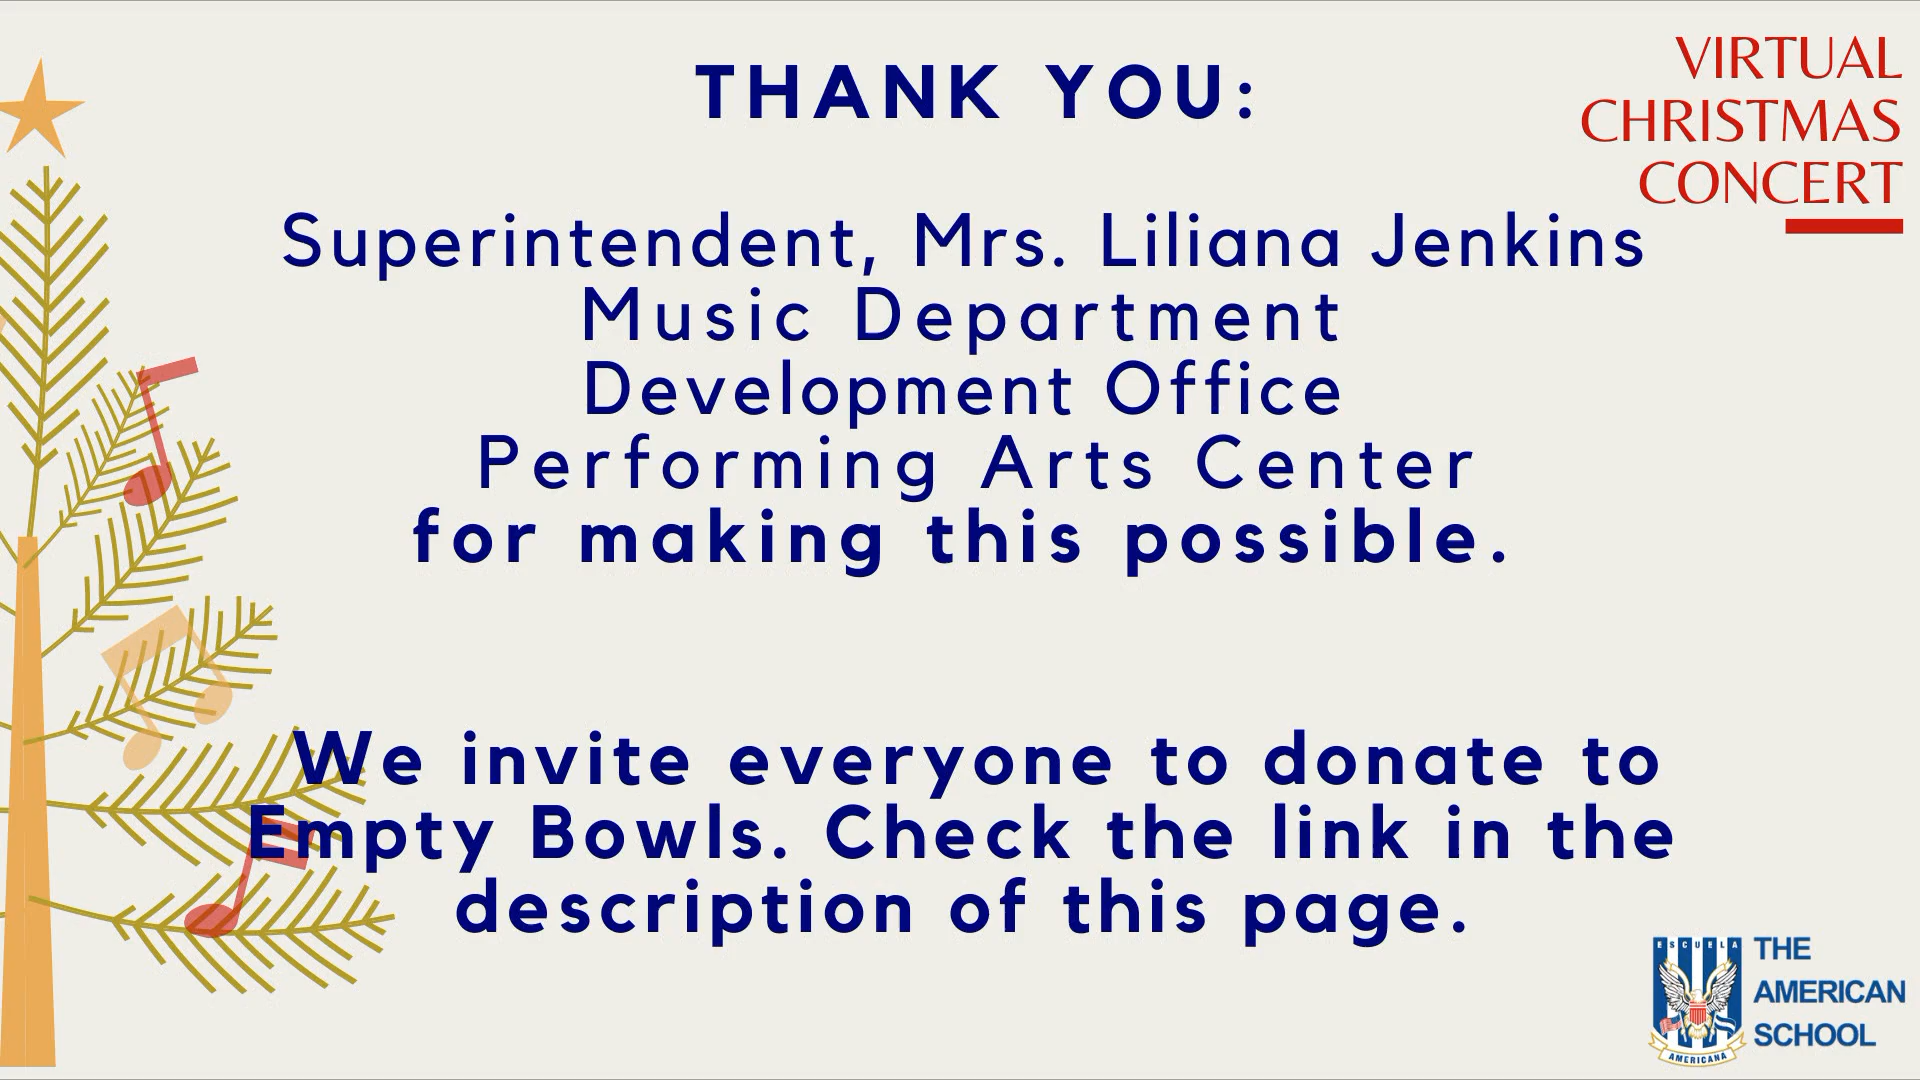 VIRTUAL
CHRISTMAS
CONCERT
THANK YOU:
Superintendent, Mrs. Liliana Jenkins
Music Department
Development Office
Performing Arts Center
for making this possible.
We invite everyone to donate to
Empty Bowls. Check the link in the
description of this page.
ESCUELA
AMERICANA
THE
AMERICAN
SCHOOL